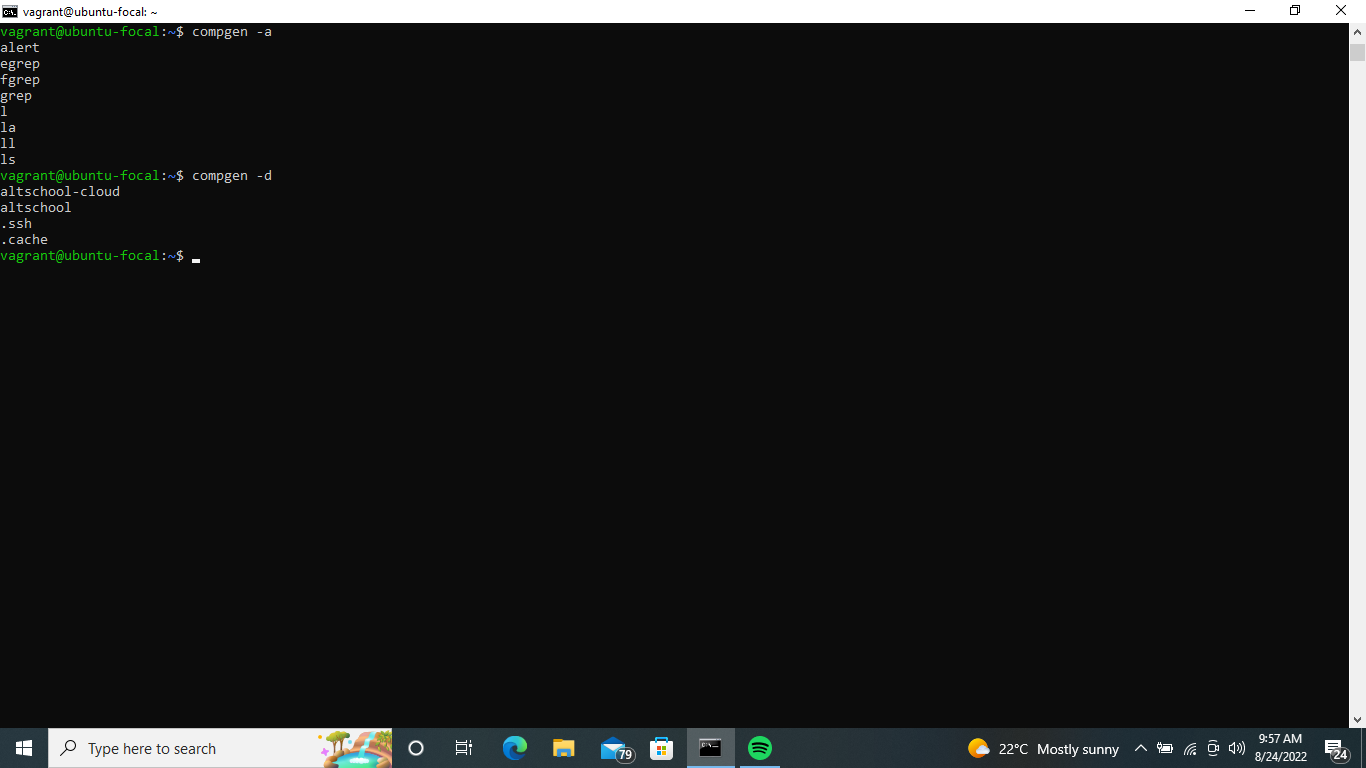 vagrant@ubuntu-focal: ~
vagrant@ubuntu-focal:~$ compgen -a
alert
egrep
fgrep
grep
l
la
ll
ls
vagrant@ubuntu-focal:~$ compgen -d
altschool-cloud
altschool
.ssh
.cache
vagrant@ubuntu-focal:~$
Type here to search
79
22°C Mostly sunny
9:57 AM
8/24/2022
24